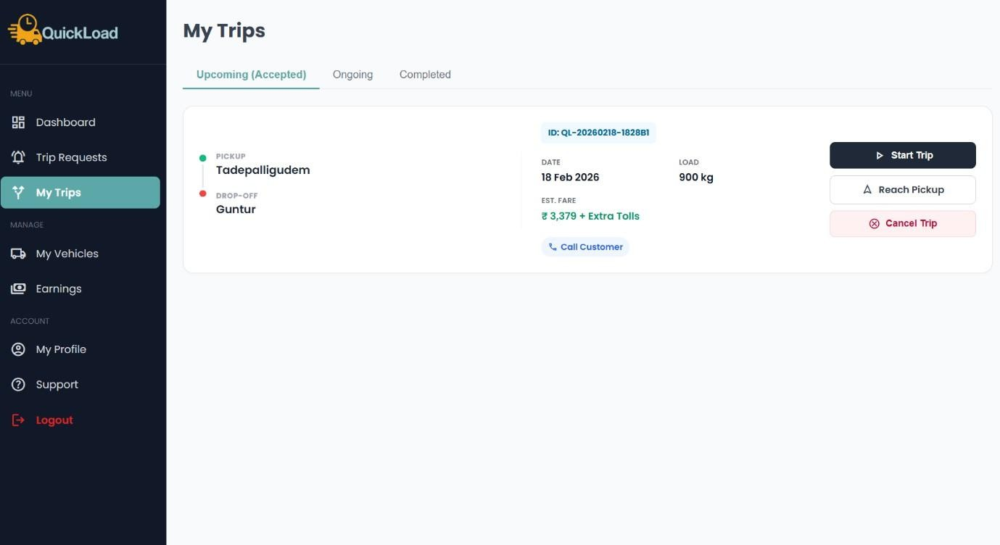 QuickLoad
MENU
Dashboard
Trip Requests
My Trips
MANAGE
My Vehicles
Earnings
ACCOUNT
My Profile
Support
Logout
My Trips
Upcoming (Accepted) Ongoing Completed
PICKUP
Tadepalligudem
DROP-OFF
Guntur
ID: QL-20260218-1828B1
DATE LOAD
18 Feb 2026 900 kg
EST. FARE
₹ 3,379 + Extra Tolls
Call Customer
Start Trip
Reach Pickup
Cancel Trip